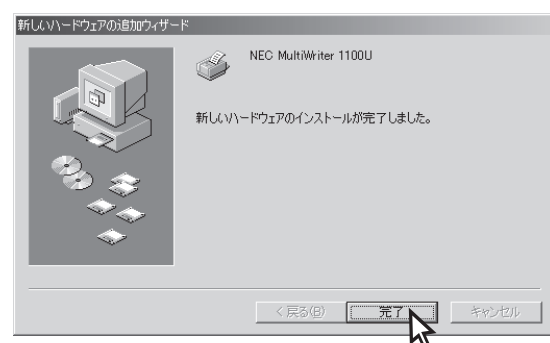 新しいハードウェアの追加ウィザード
NEC MultiWriter 1100U
新しいハードウェアのインストールが完了しました。
< 戻る(B) 完了 キャンセル